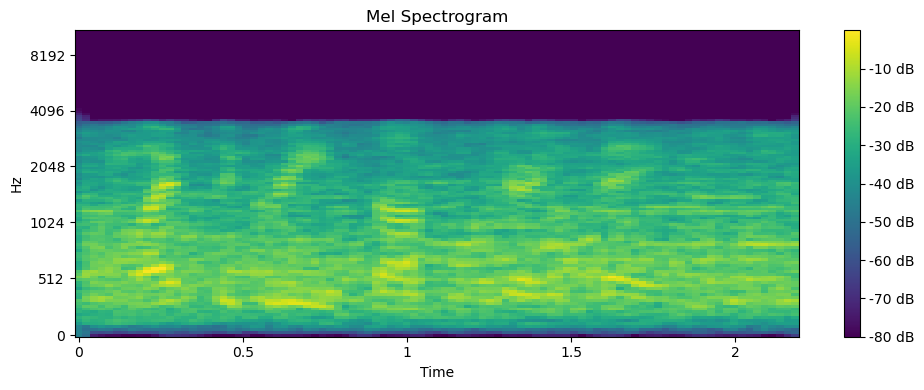 Mel Spectrogram
8192
4096
2048
1024
512
0
Hz
0
0.5
1
1.5
2
Time
-10 dB
-20 dB
-30 dB
-40 dB
-50 dB
-60 dB
-70 dB
-80 dB